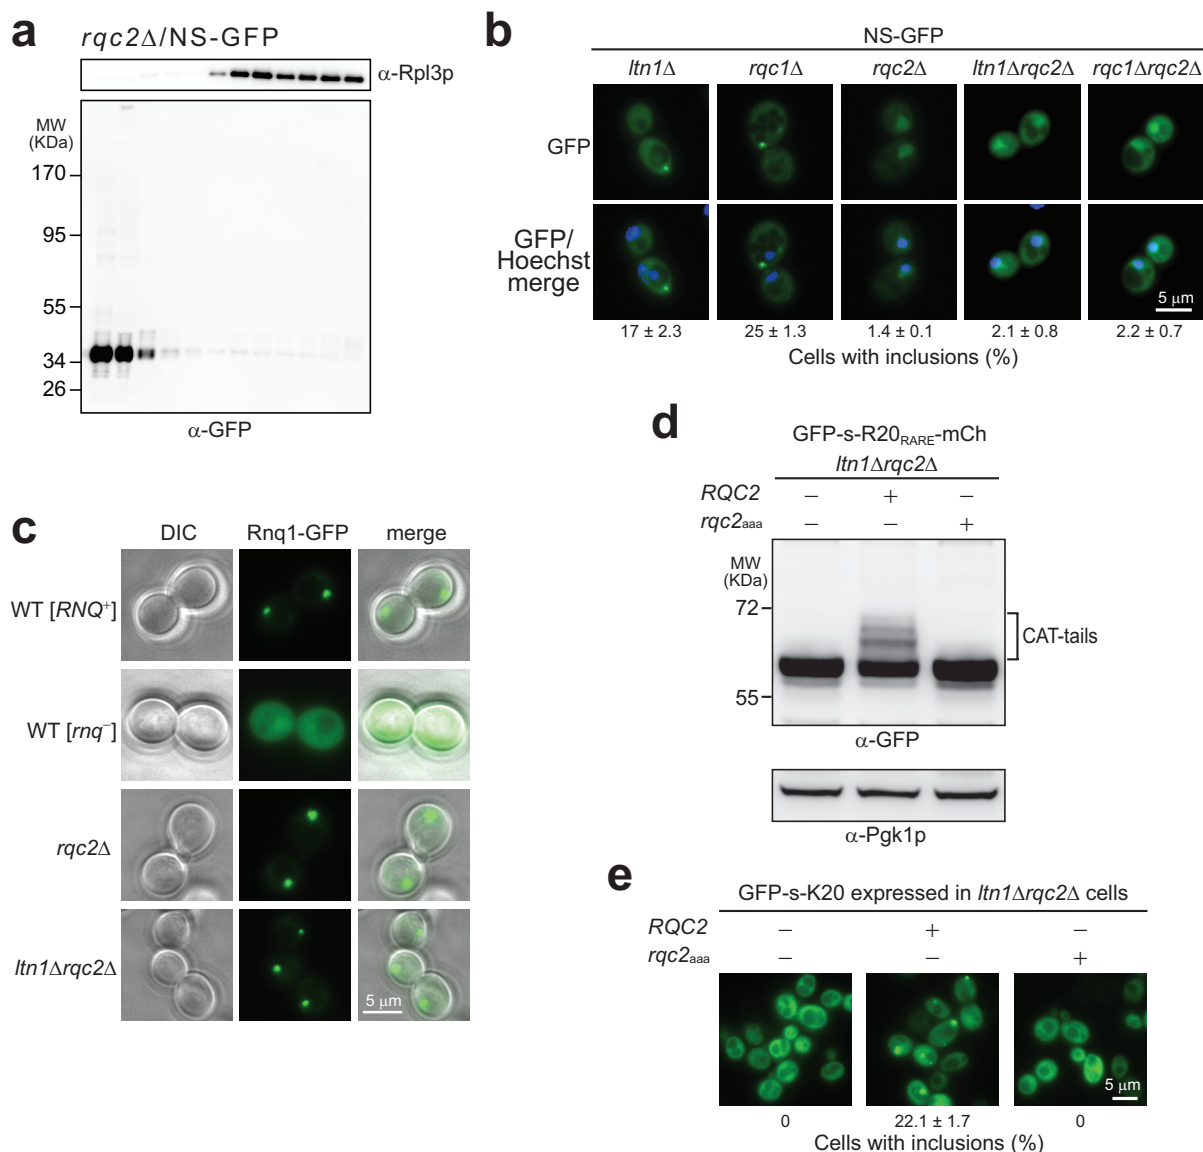 a
rqc2Δ/NS-GFP
α-Rpl3p
MW
(KDa)
170
95
55
34
26
α-GFP
b
NS-GFP
ltn1Δ rqc1Δ rqc2Δ ltn1Δrqc2Δ rqc1Δrqc2Δ
GFP
GFP/
Hoechst
merge
5 μm
17 ± 2.3 25 ± 1.3 1.4 ± 0.1 2.1 ± 0.8 2.2 ± 0.7
Cells with inclusions (%)
c
DIC Rnq1-GFP merge
WT [RNQ⁺]
WT [rnq⁻]
rqc2Δ
ltn1Δrqc2Δ
5 μm
d
GFP-s-R20RARE-mCh
ltn1Δrqc2Δ
RQC2 – + –
rqc2aaa – – +
MW
(KDa)
72
55
CAT-tails
α-GFP
α-Pgk1p
e
GFP-s-K20 expressed in ltn1Δrqc2Δ cells
RQC2 – + –
rqc2aaa – – +
5 μm
0 22.1 ± 1.7 0
Cells with inclusions (%)